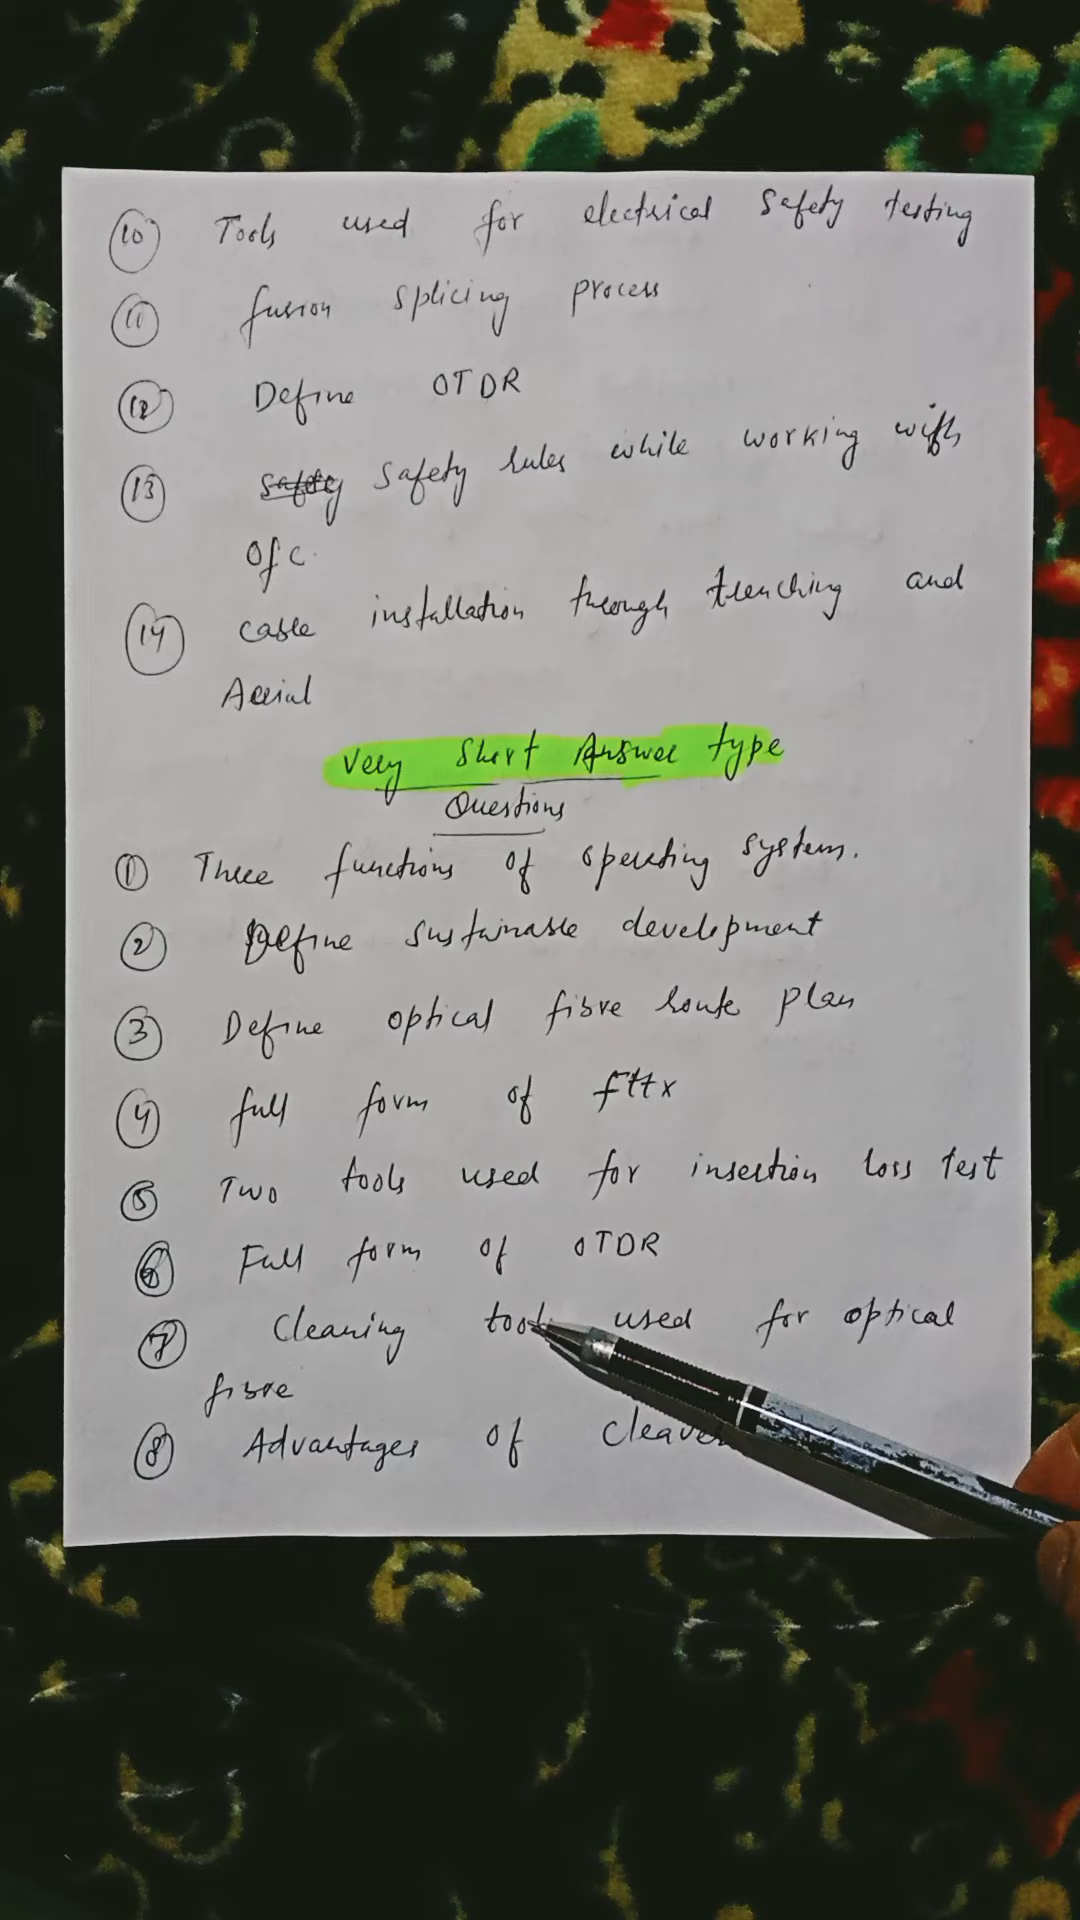 10 Tools used for electrical Safety testing
11 fusion splicing process
12 Define OTDR
13 Safety rules while working with
Ofc.
14 cable installation through trenching and
Aerial
Very Short Answer type
Questions
1 Three functions of operating system.
2 Define sustainable development
3 Define optical fibre route plan
4 full form of fttx
5 Two tools used for insertion loss test
6 Full form of OTDR
7 Cleaning tools used for optical
fibre
8 Advantages of